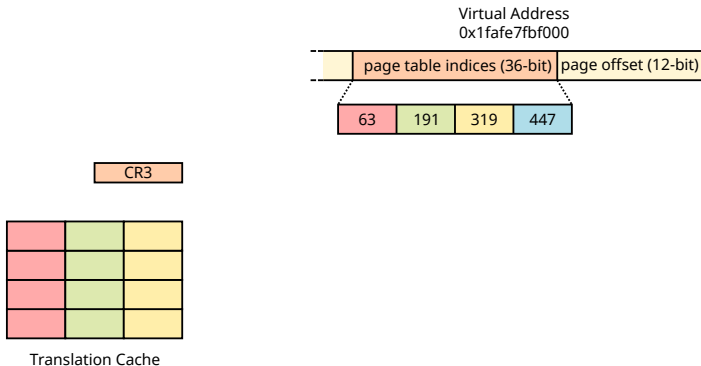 Virtual Address
0x1fafe7fbf000
page table indices (36-bit)
page offset (12-bit)
63
191
319
447
CR3
Translation Cache